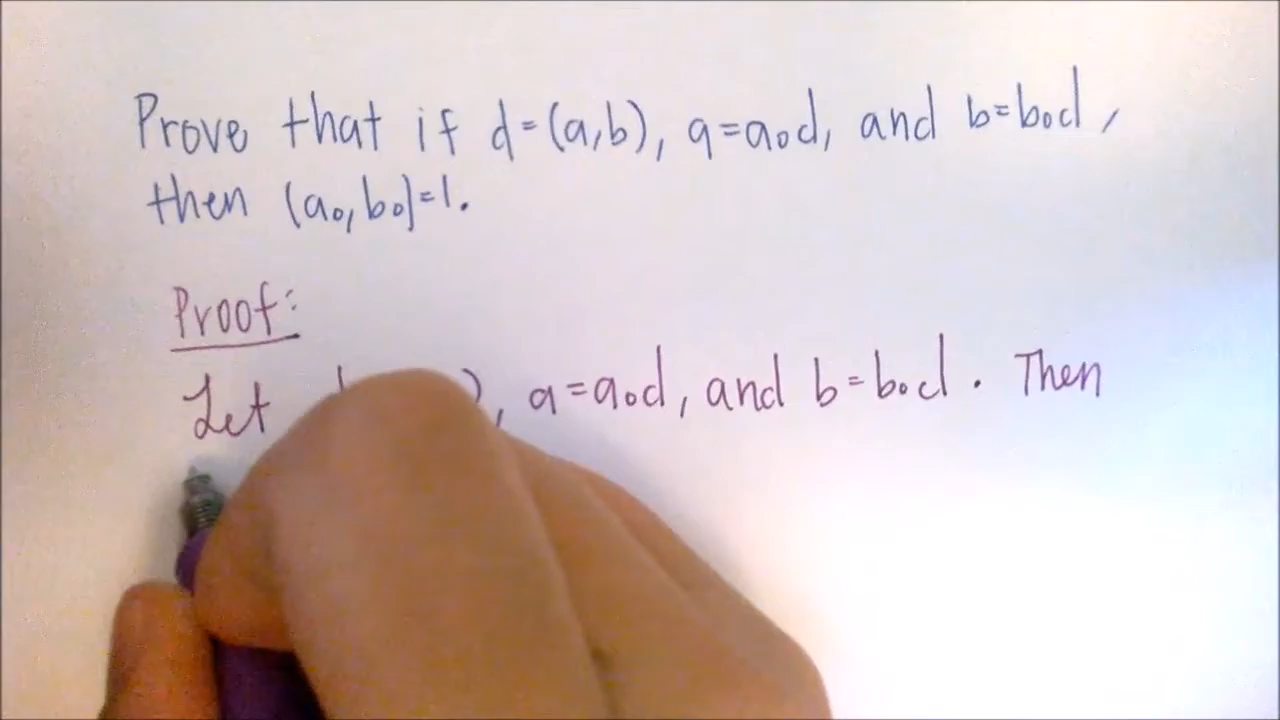 Prove that if d=(a,b), a=a₀d, and b=b₀d,
then (a₀,b₀)=1.
Proof:
Let ), a=a₀d, and b=b₀d. Then